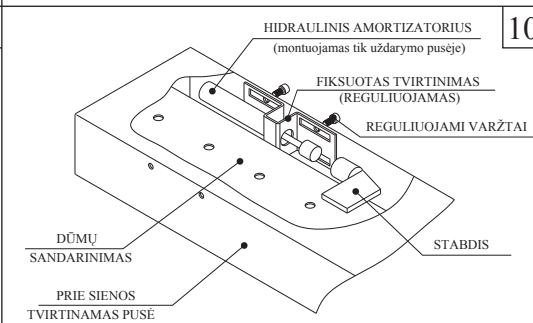 HIDRAULINIS AMORTIZATORIUS
(montuojamas tik uždarymo pusėje)
10
FIKSUOTAS TVIRTINIMAS
(REGULIUOJAMAS)
REGULIUOJAMI VARŽTAI
DŪMŲ
SANDARINIMAS
STABDIS
PRIE SIENOS
TVIRTINAMAS PUSĖ